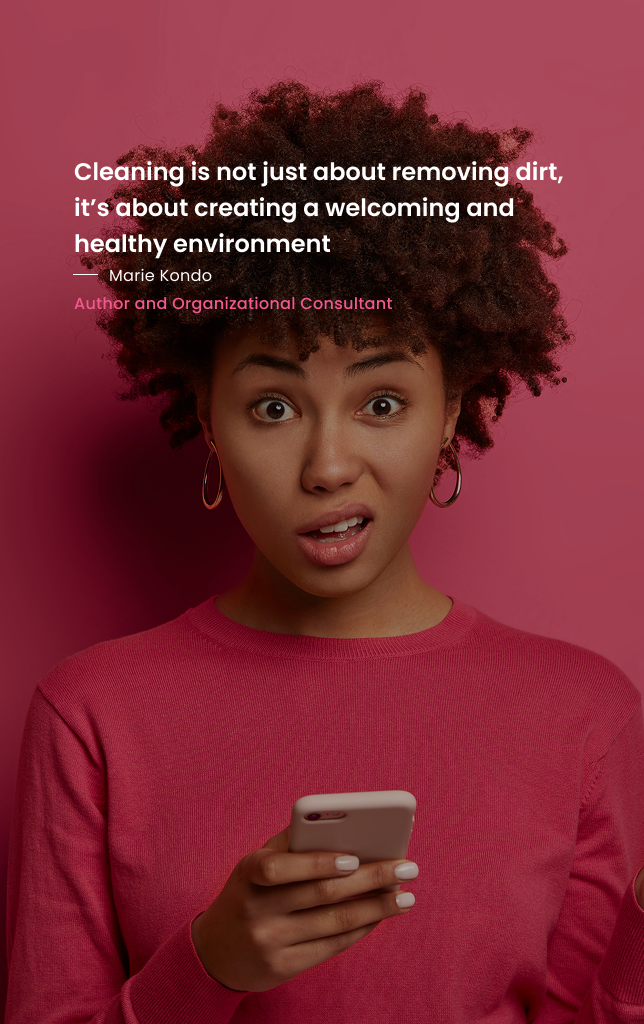 Cleaning is not just about removing dirt,
it’s about creating a welcoming and
healthy environment
Marie Kondo
Author and Organizational Consultant